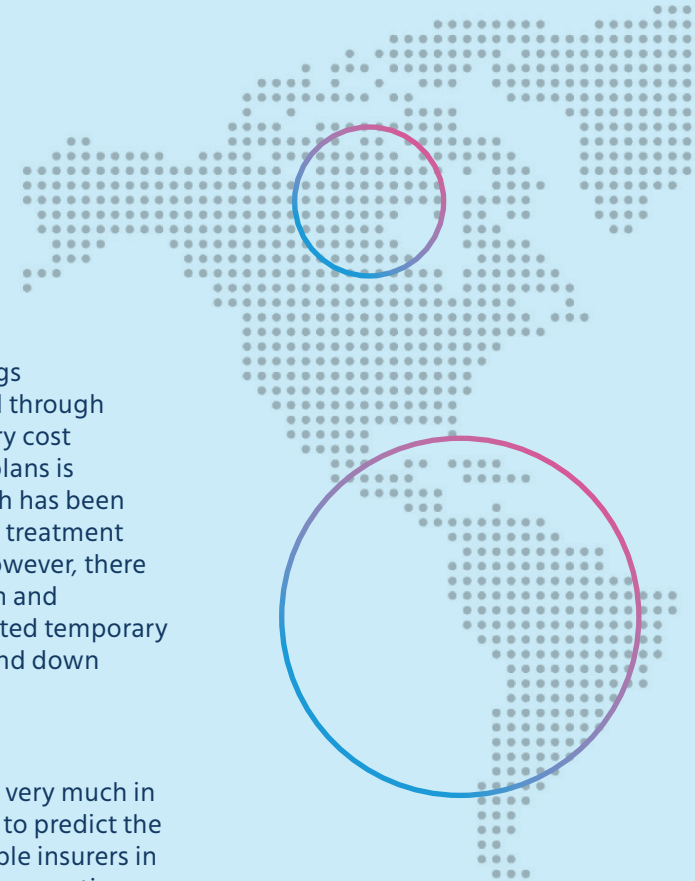 gs
through
ry cost
plans is
h has been
treatment
owever, there
n and
ted temporary
nd down
very much in
to predict the
ple insurers in